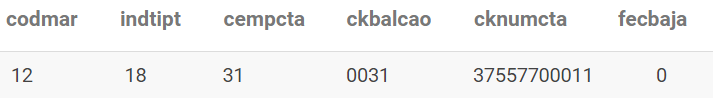 codmar indtipt cempcta ckbalcao cknumcta fecbaja
12 18 31 0031 37557700011 0